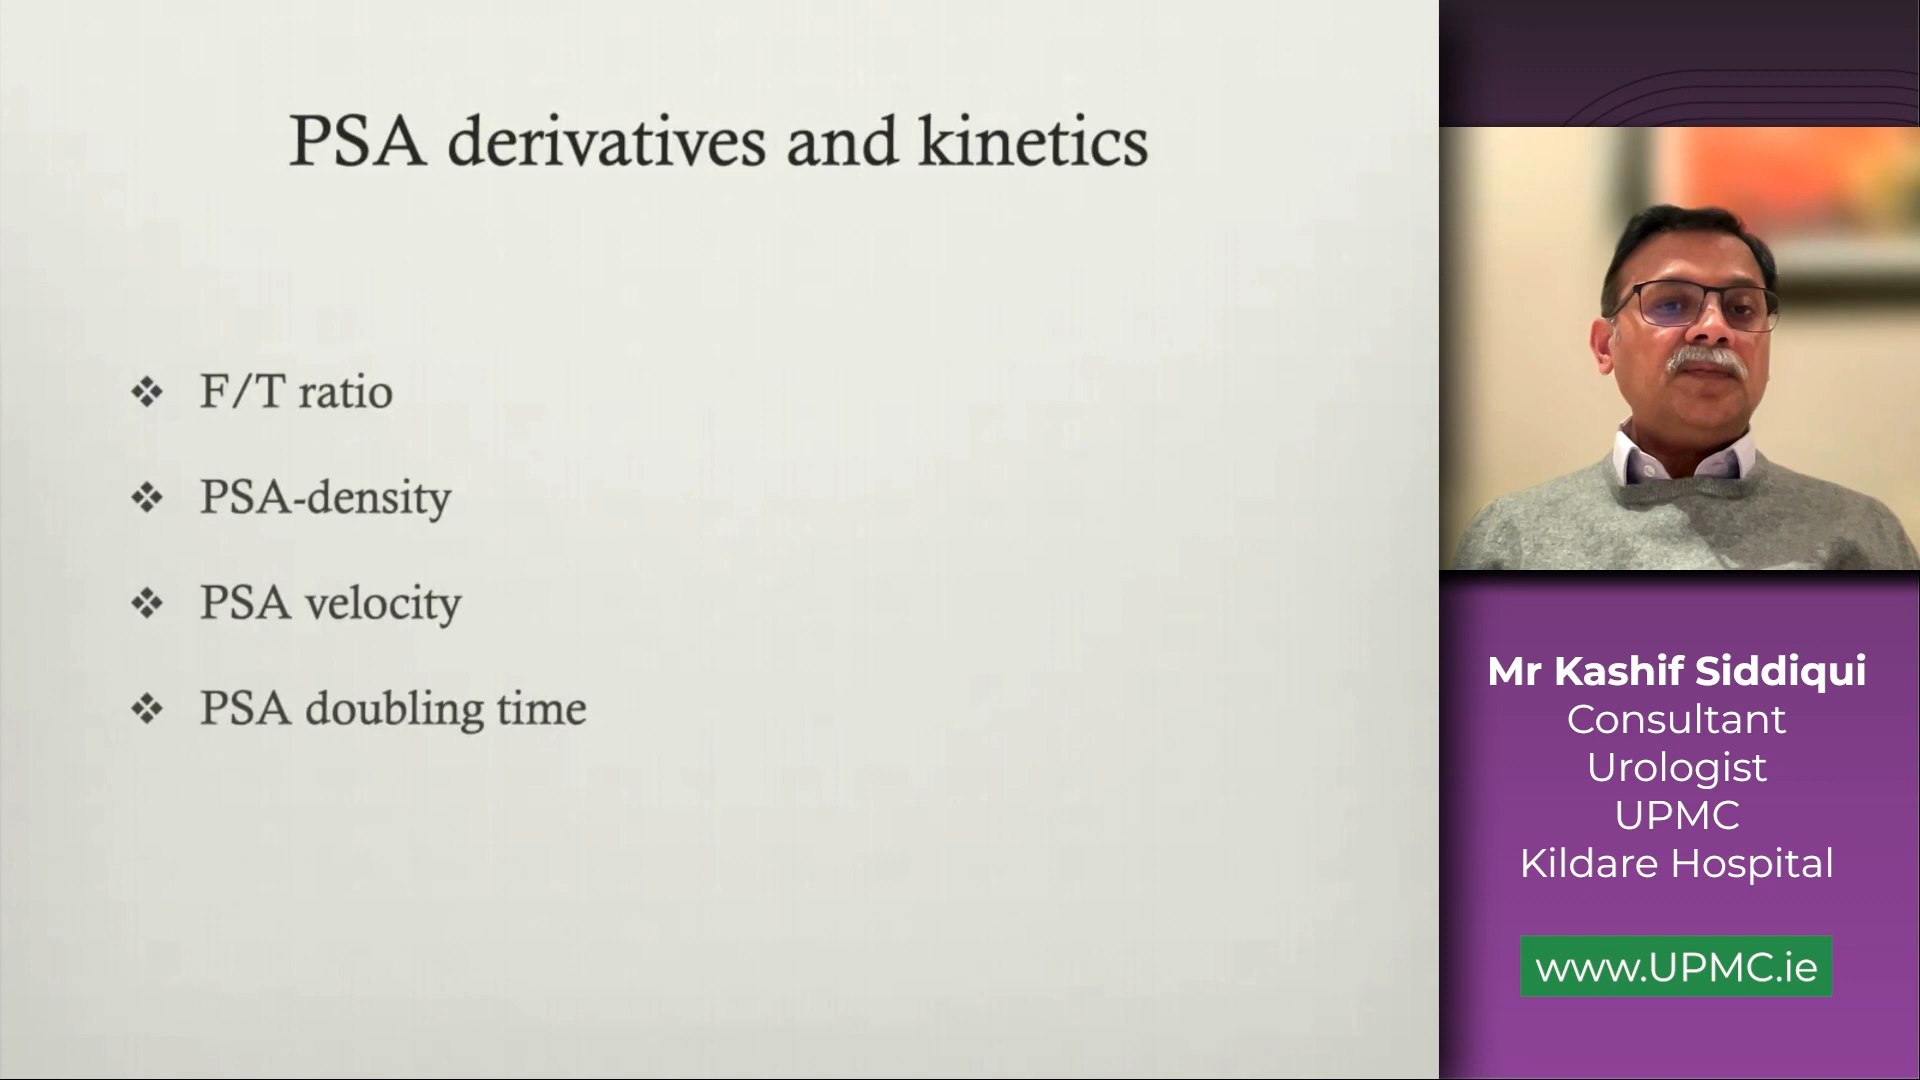 PSA derivatives and kinetics
F/T ratio
PSA-density
PSA velocity
PSA doubling time
Mr Kashif Siddiqui
Consultant
Urologist
UPMC
Kildare Hospital
www.UPMC.ie